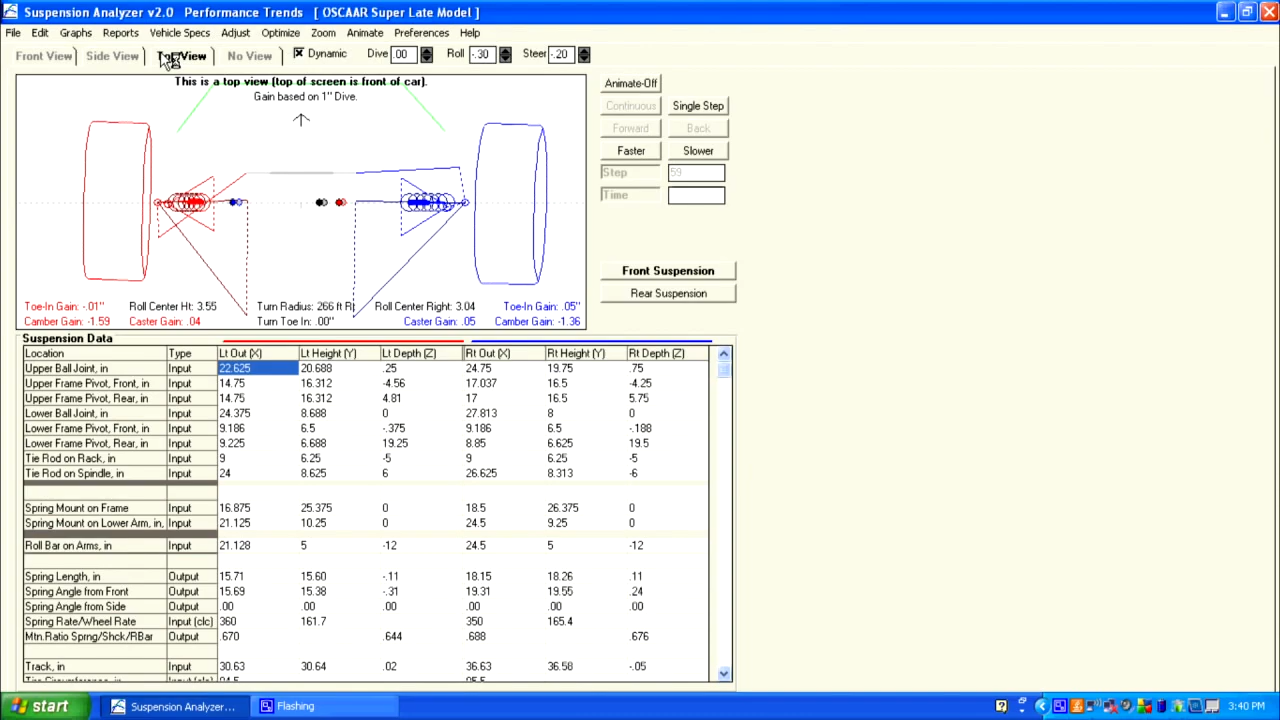 Suspension Analyzer v2.0 Performance Trends [ OSCAAR Super Late Model ]
File Edit Graphs Reports Vehicle Specs Adjust Optimize Zoom Animate Preferences Help
Front View Side View Top View No View Dynamic Dive .00 Roll -.30 Steer -.20
This is a top view (top of screen is front of car).
Gain based on 1" Dive.
Animate-Off
Continuous Single Step
Forward Back
Faster Slower
Step 59
Time
Front Suspension
Rear Suspension
Toe-In Gain: -.01" Roll Center Ht: 3.55 Turn Radius: 266 ft R Roll Center Right: 3.04 Toe-In Gain: .05"
Camber Gain: -1.59 Caster Gain: .04 Turn Toe In: .00" Caster Gain: .05 Camber Gain: -1.36
Suspension Data
Location Type Lt Out (X) Lt Height (Y) Lt Depth (Z) Rt Out (X) Rt Height (Y) Rt Depth (Z)
Upper Ball Joint, in Input 22.625 20.688 .25 24.75 19.75 .75
Upper Frame Pivot, Front, in Input 14.75 16.312 -4.56 17.037 16.5 -4.25
Upper Frame Pivot, Rear, in Input 14.75 16.312 4.81 17 16.5 5.75
Lower Ball Joint, in Input 24.375 8.688 0 27.813 8 0
Lower Frame Pivot, Front, in Input 9.186 6.5 -.375 9.186 6.5 -.188
Lower Frame Pivot, Rear, in Input 9.225 6.688 19.25 8.85 6.625 19.5
Tie Rod on Rack, in Input 9 6.25 -5 9 6.25 -5
Tie Rod on Spindle, in Input 24 8.625 6 26.625 8.313 -6
Spring Mount on Frame Input 16.875 25.375 0 18.5 26.375 0
Spring Mount on Lower Arm, in, Input 21.125 10.25 0 24.5 9.25 0
Roll Bar on Arms, in Input 21.128 5 -12 24.5 5 -12
Spring Length, in Output 15.71 15.60 -.11 18.15 18.26 .11
Spring Angle from Front Output 15.69 15.38 -.31 19.31 19.55 .24
Spring Angle from Side Output .00 .00 .00 .00 .00 .00
Spring Rate/Wheel Rate Input (clc) 360 161.7 350 165.4
Mtn.Ratio Sprng/Shck/RBar Output .670 .644 .688 .676
Track, in Input 30.63 30.64 .02 36.63 36.58 -.05
start Suspension Analyzer... Flashing 3:40 PM